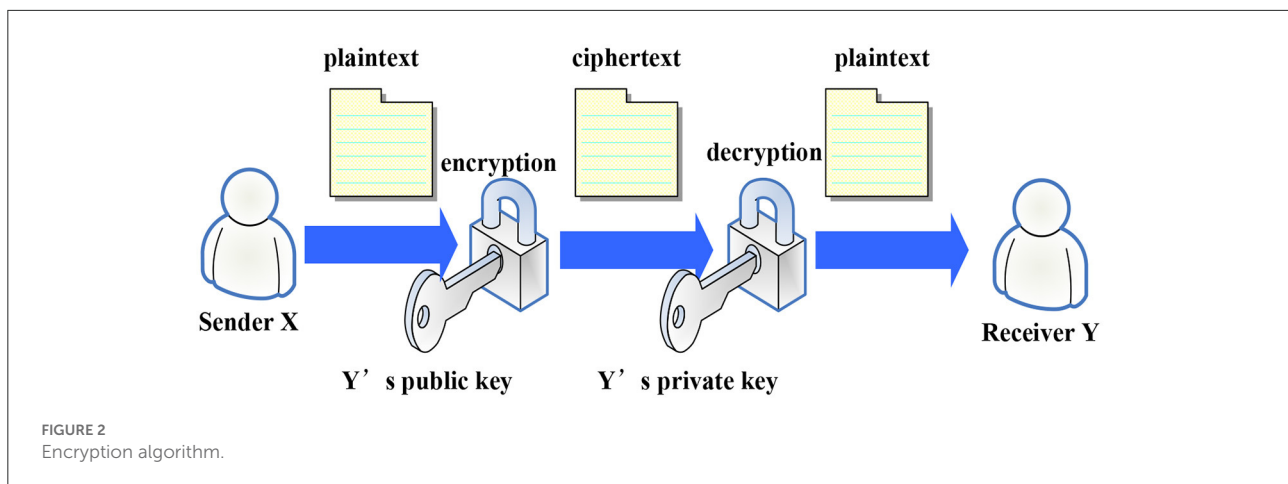 plaintext
ciphertext
plaintext
encryption
decryption
Sender X
Receiver Y
Y’s public key
Y’s private key
FIGURE 2
Encryption algorithm.